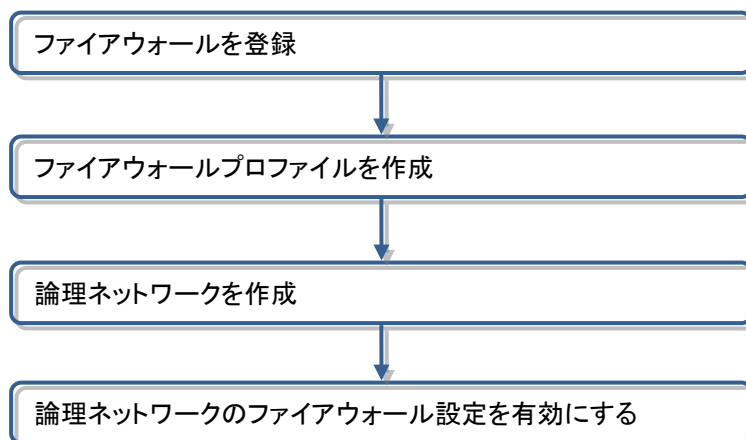 ファイアウォールを登録
ファイアウォールプロファイルを作成
論理ネットワークを作成
論理ネットワークのファイアウォール設定を有効にする